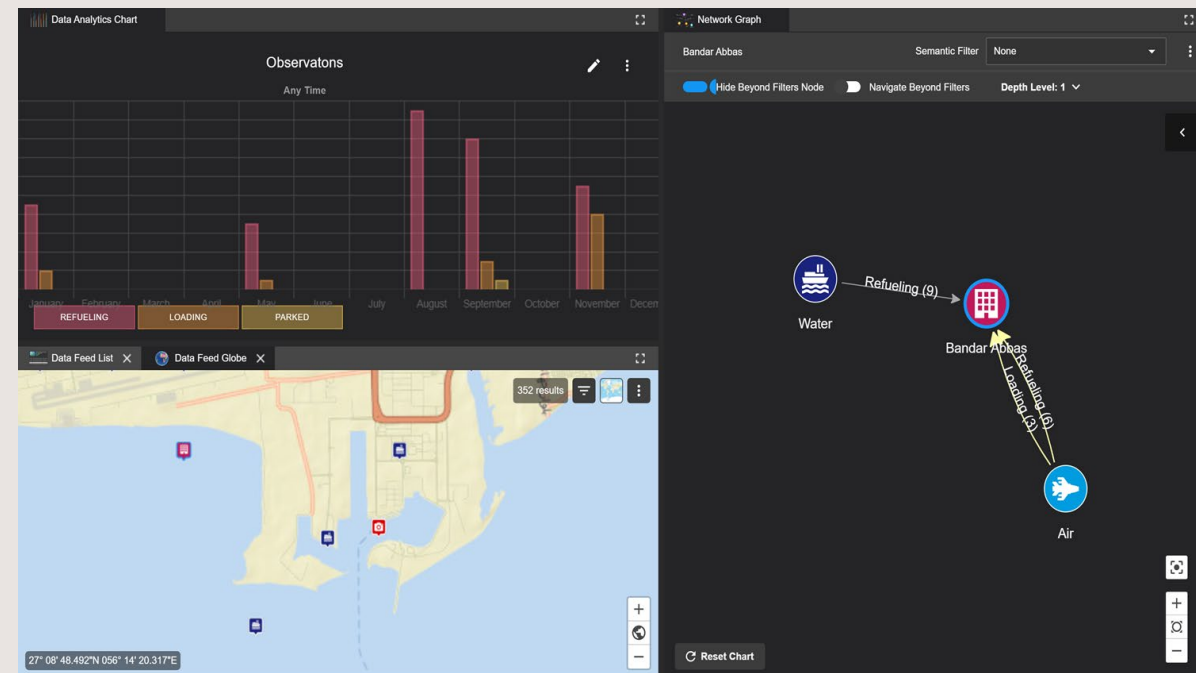 Data Analytics Chart
Observatons
Any Time
January February March April May June July August September October November Decem
REFUELING LOADING PARKED
Data Feed List Data Feed Globe
352 results
27° 08' 48.492"N 056° 14' 20.317"E
Network Graph
Bandar Abbas
Semantic Filter None
Hide Beyond Filters Node Navigate Beyond Filters Depth Level: 1
Refueling (9)
Water
Bandar Abbas
Refueling (6)
Loading (3)
Air
Reset Chart